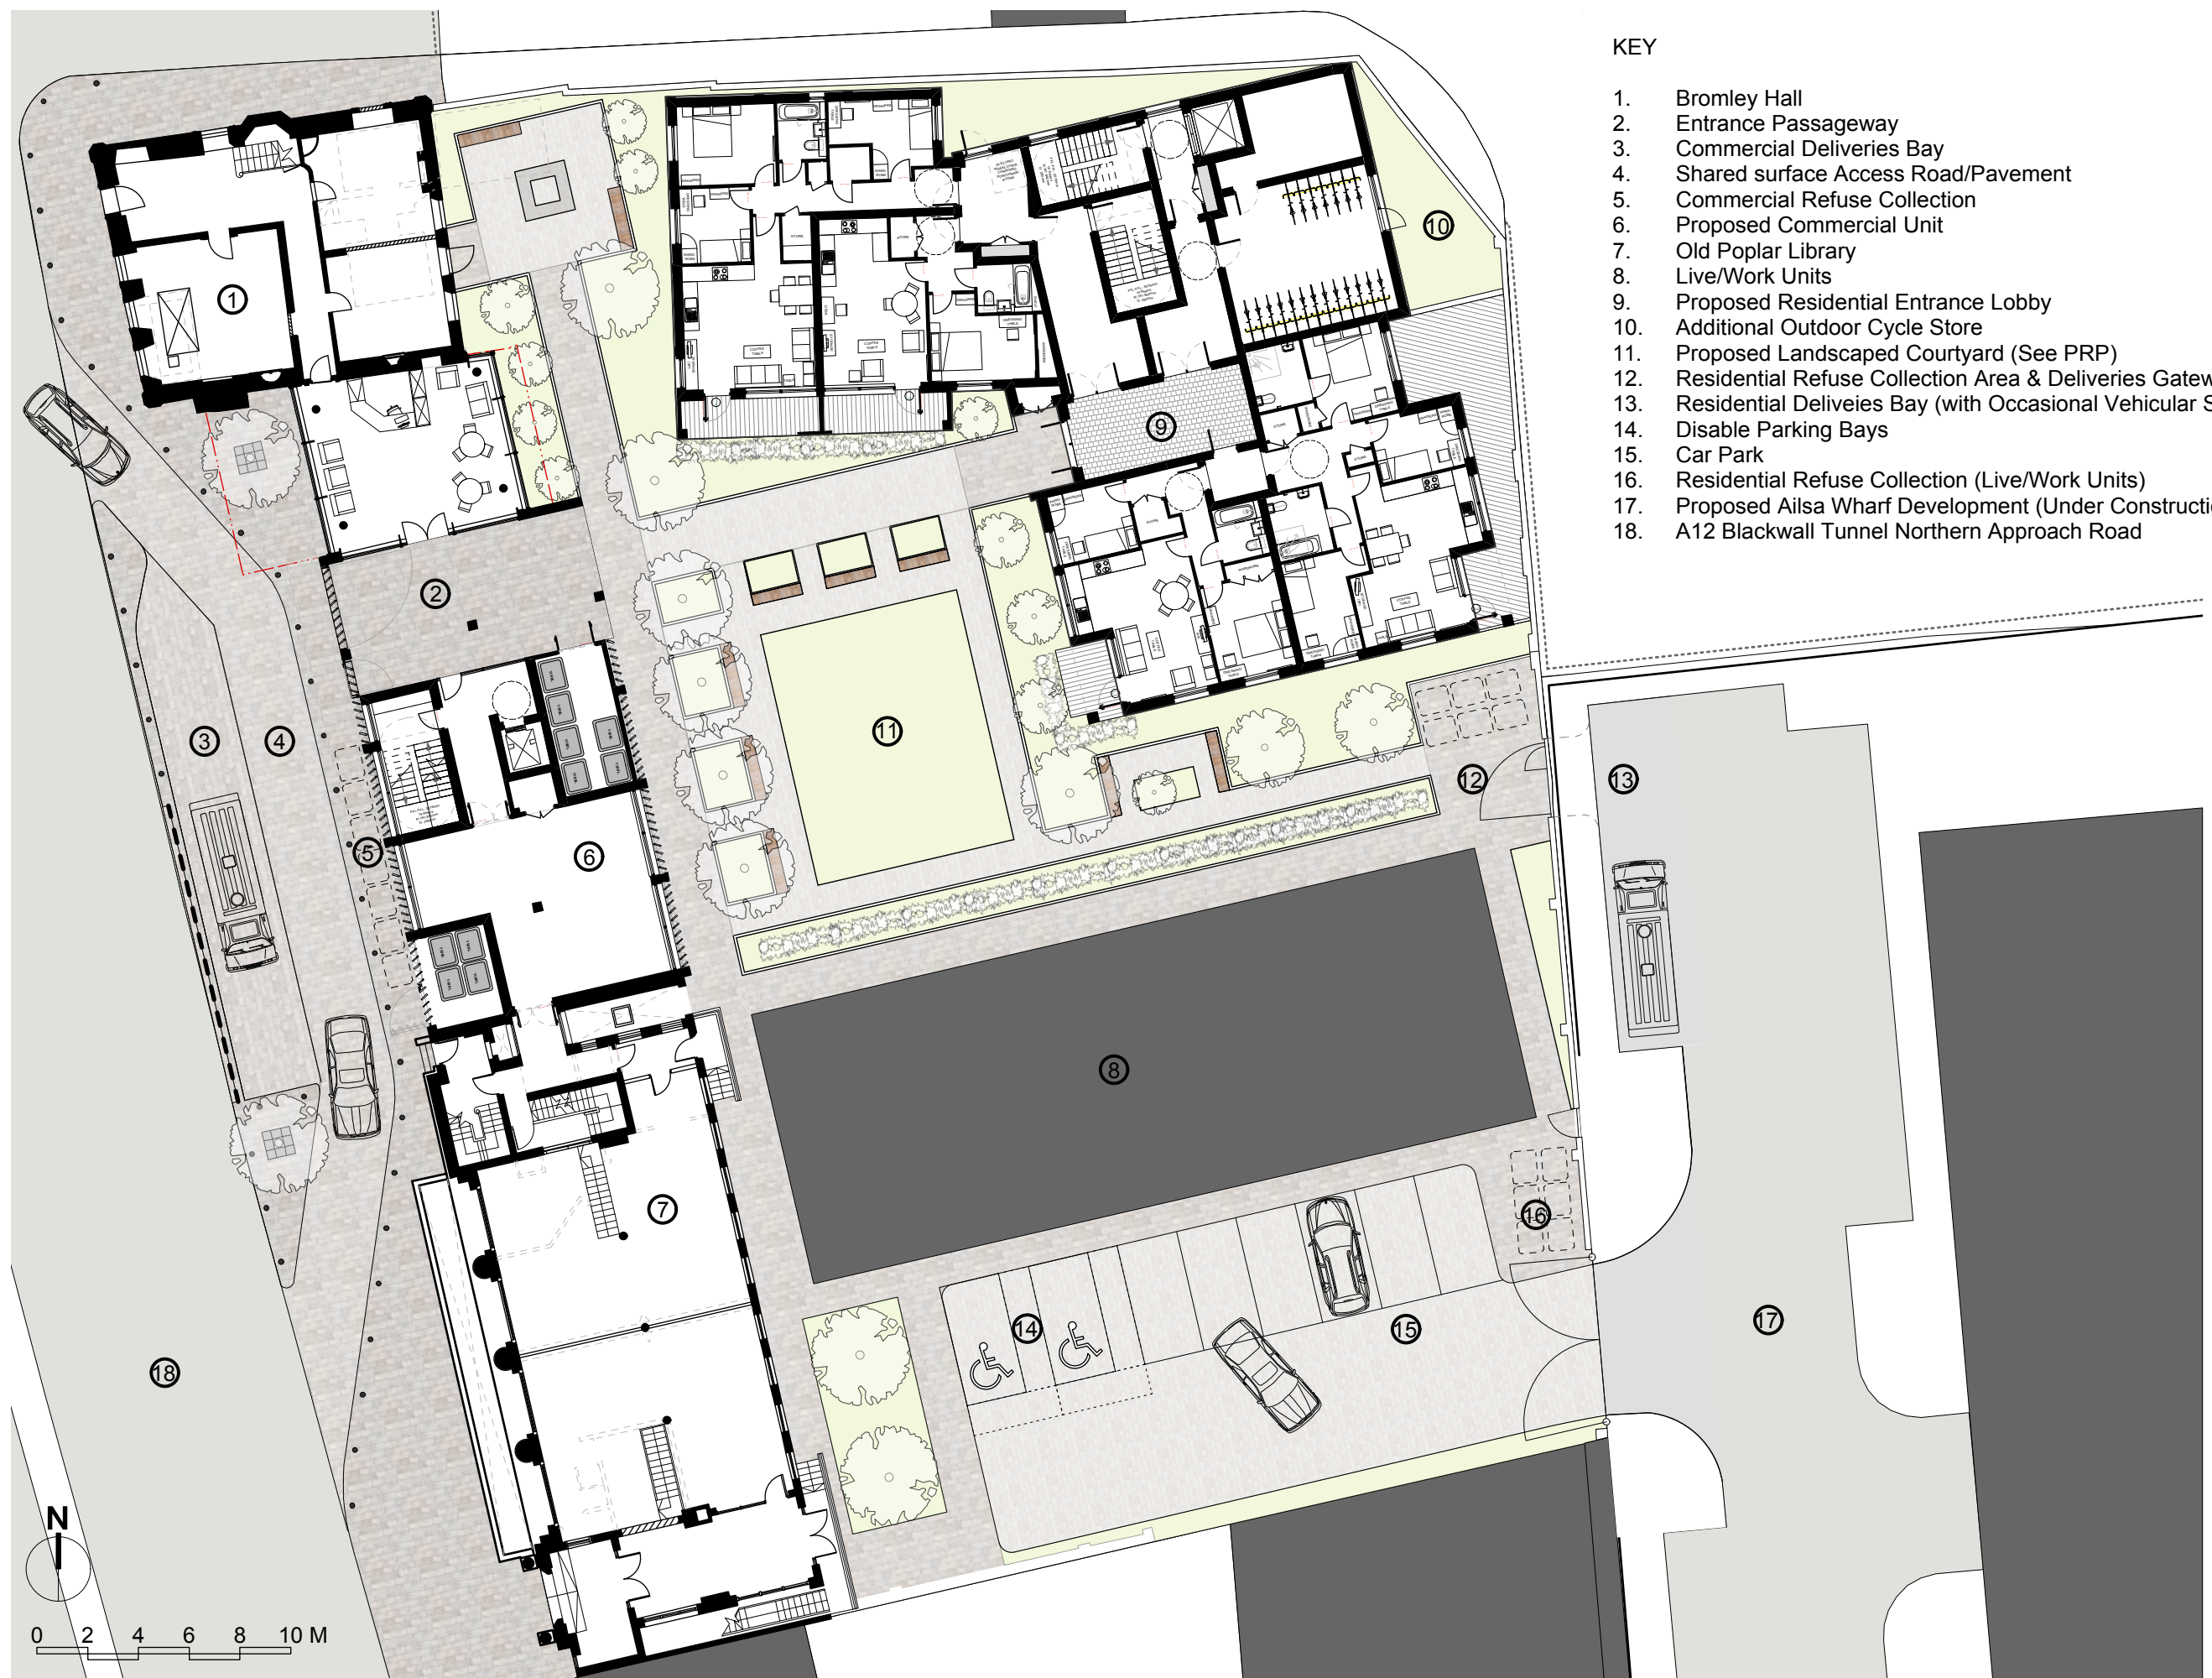 KEY
1. Bromley Hall
2. Entrance Passageway
3. Commercial Deliveries Bay
4. Shared surface Access Road/Pavement
5. Commercial Refuse Collection
6. Proposed Commercial Unit
7. Old Poplar Library
8. Live/Work Units
9. Proposed Residential Entrance Lobby
10. Additional Outdoor Cycle Store
11. Proposed Landscaped Courtyard (See PRP)
12. Residential Refuse Collection Area & Deliveries Gatew
13. Residential Deliveies Bay (with Occasional Vehicular S
14. Disable Parking Bays
15. Car Park
16. Residential Refuse Collection (Live/Work Units)
17. Proposed Ailsa Wharf Development (Under Constructi
18. A12 Blackwall Tunnel Northern Approach Road
10
1
9
2
11
3
4
12
13
5
6
8
7
16
14
15
17
18
N
0 2 4 6 8 10 M